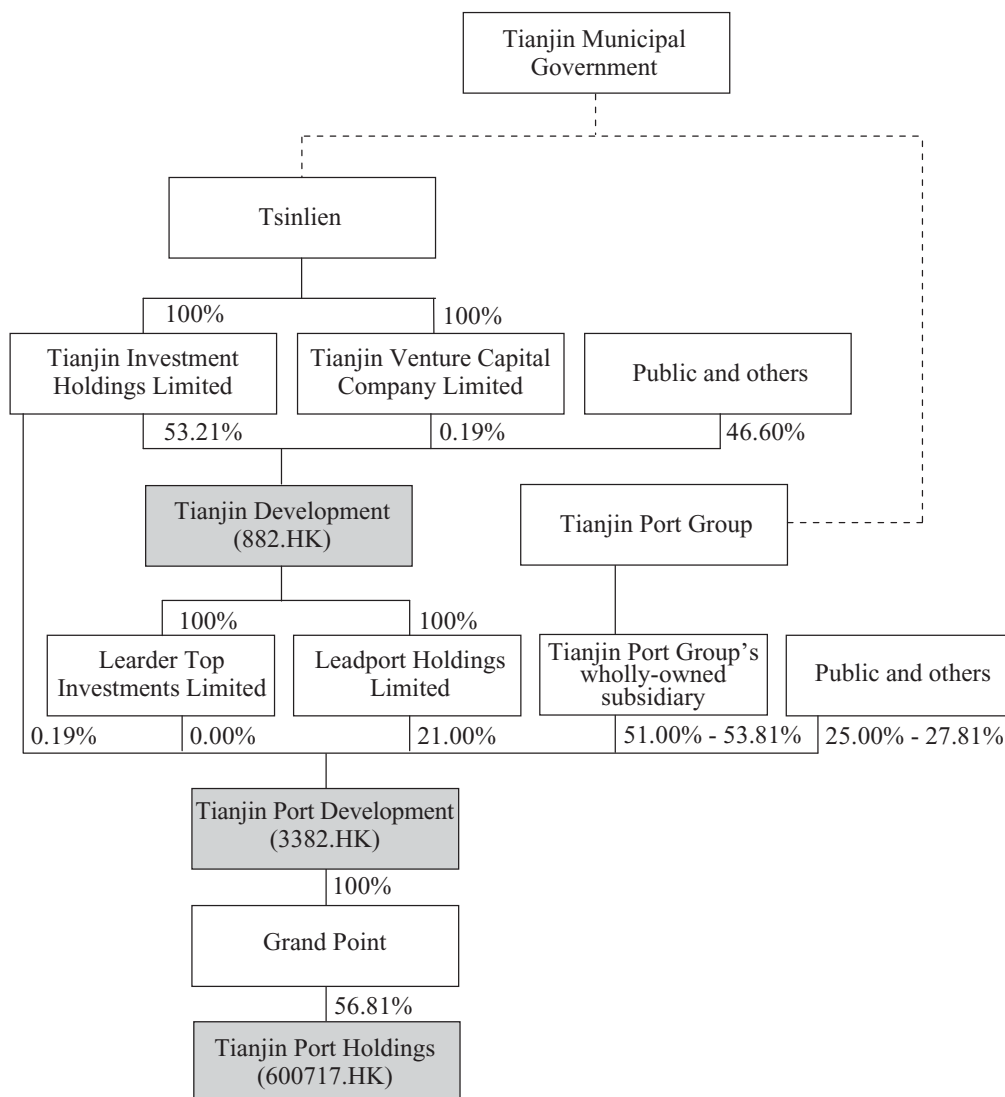 Tianjin Municipal
Government
Tsinlien
100%
100%
Tianjin Investment
Holdings Limited
Tianjin Venture Capital
Company Limited
Public and others
53.21%
0.19%
46.60%
Tianjin Development
(882.HK)
Tianjin Port Group
100%
100%
Learder Top
Investments Limited
Leadport Holdings
Limited
Tianjin Port Group’s
wholly-owned
subsidiary
Public and others
0.19%
0.00%
21.00%
51.00% - 53.81%
25.00% - 27.81%
Tianjin Port Development
(3382.HK)
100%
Grand Point
56.81%
Tianjin Port Holdings
(600717.HK)